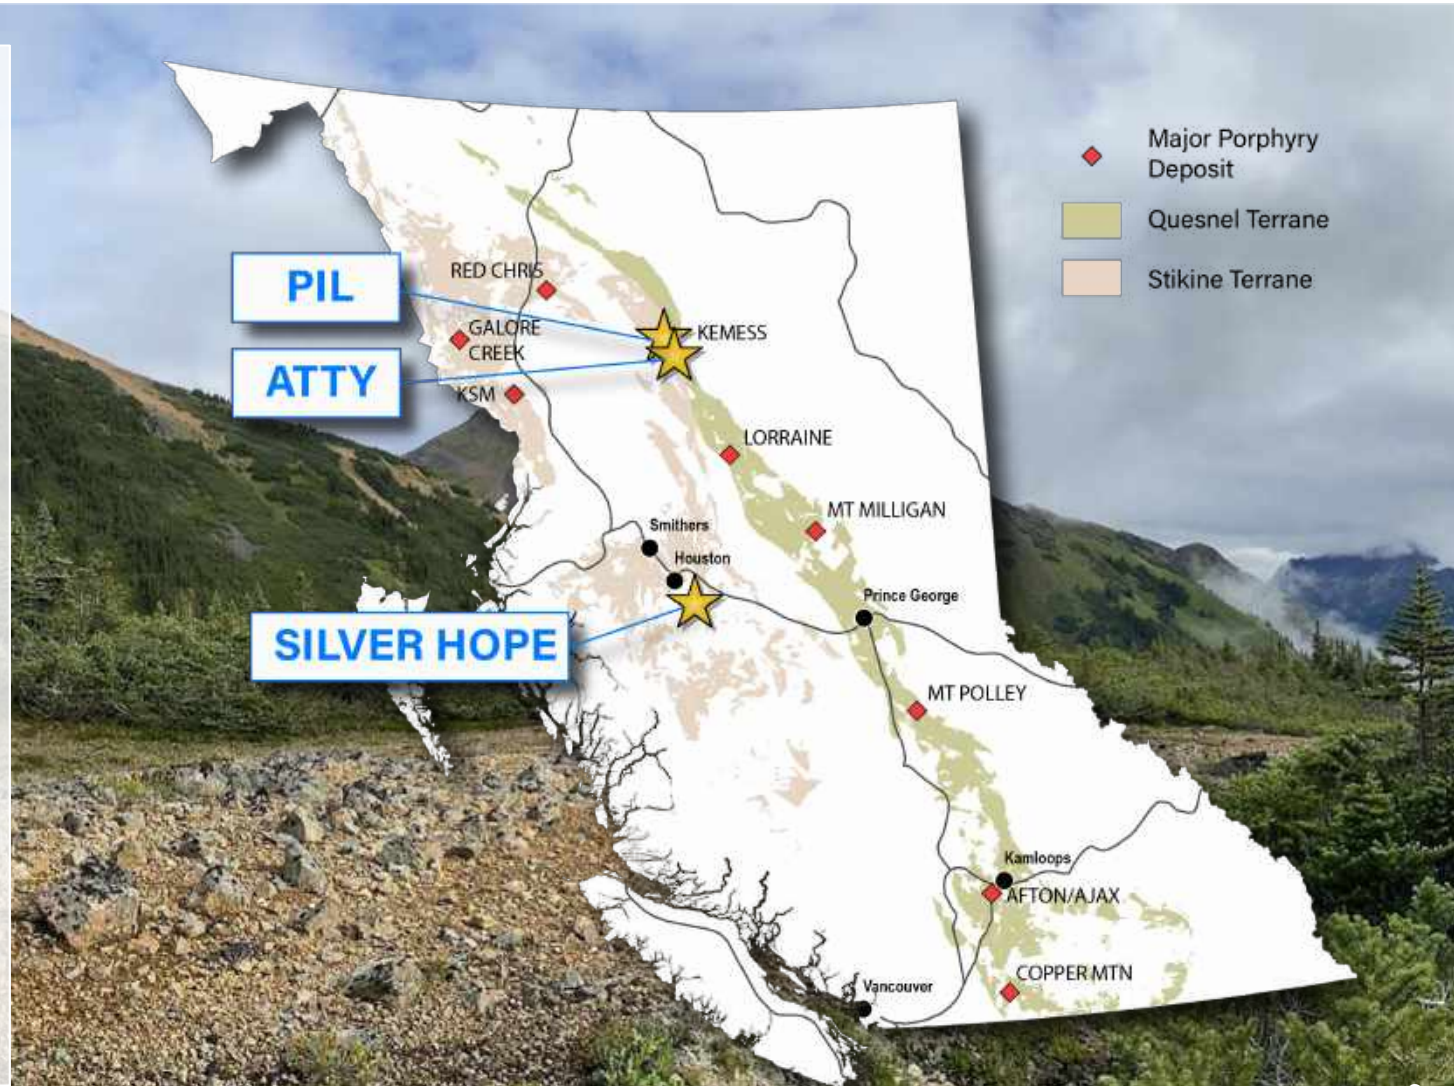 Major Porphyry
Deposit
Quesnel Terrane
Stikine Terrane
PIL
RED CHRIS
GALORE
CREEK
KEMESS
ATTY
KSM
LORRAINE
MT MILLIGAN
Smithers
Houston
Prince George
SILVER HOPE
MT POLLEY
Kamloops
AFTON/AJAX
COPPER MTN
Vancouver